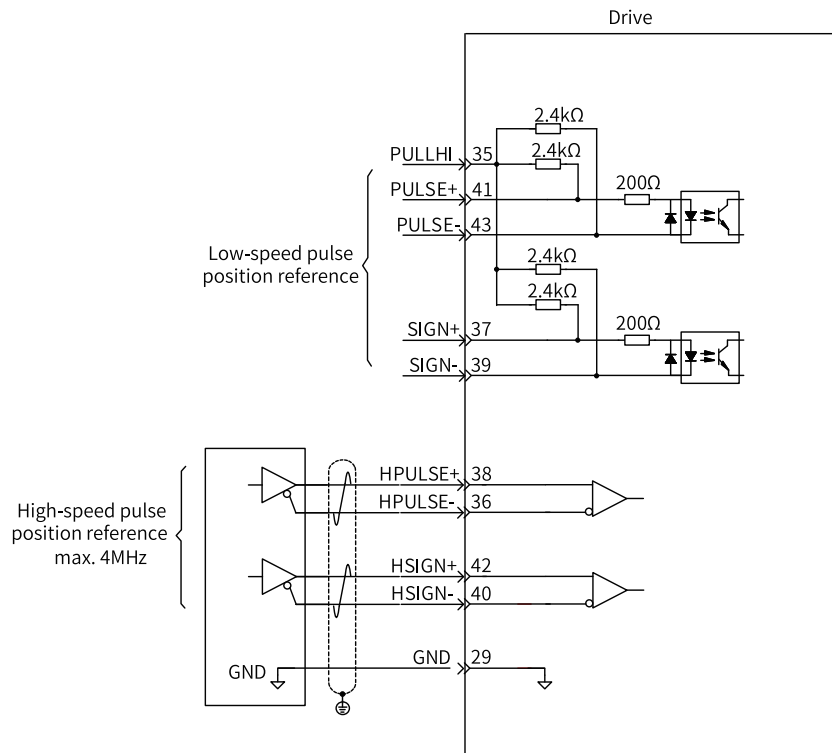 Drive
2.4kΩ
PULLHI 35 2.4kΩ
PULSE+ 41 200Ω
PULSE- 43
Low-speed pulse
position reference
2.4kΩ
2.4kΩ
SIGN+ 37 200Ω
SIGN- 39
HPULSE+ 38
HPULSE- 36
High-speed pulse
position reference
max. 4MHz
HSIGN+ 42
HSIGN- 40
GND GND 29